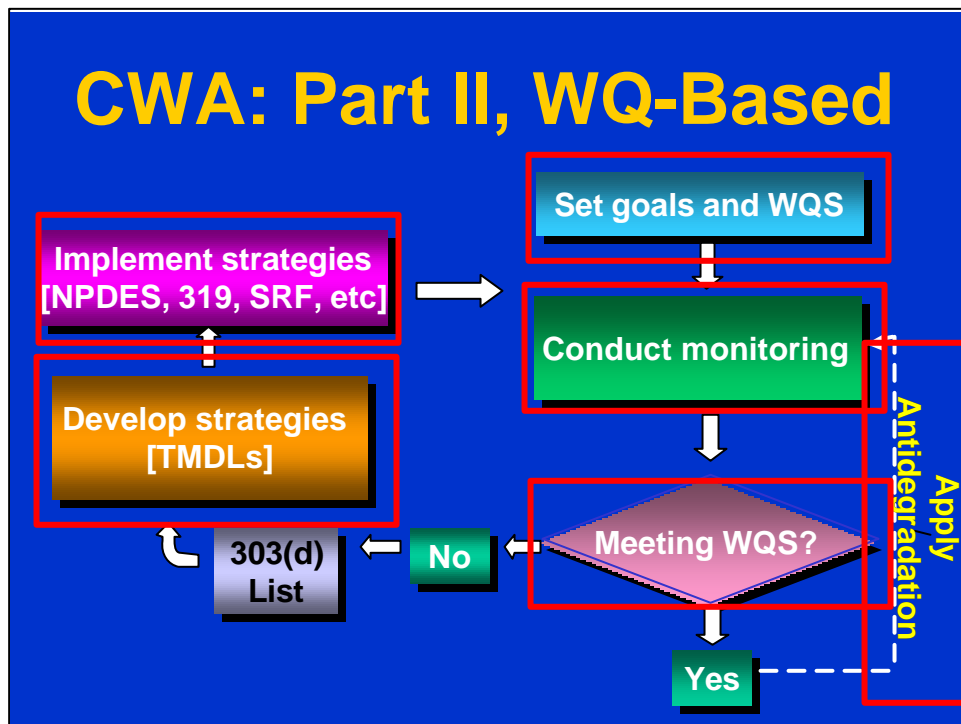 CWA: Part II, WQ-Based
Set goals and WQS
Implement strategies
[NPDES, 319, SRF, etc]
Conduct monitoring
Develop strategies
[TMDLs]
Meeting WQS?
No
303(d)
List
Yes
Apply
Antidegradation